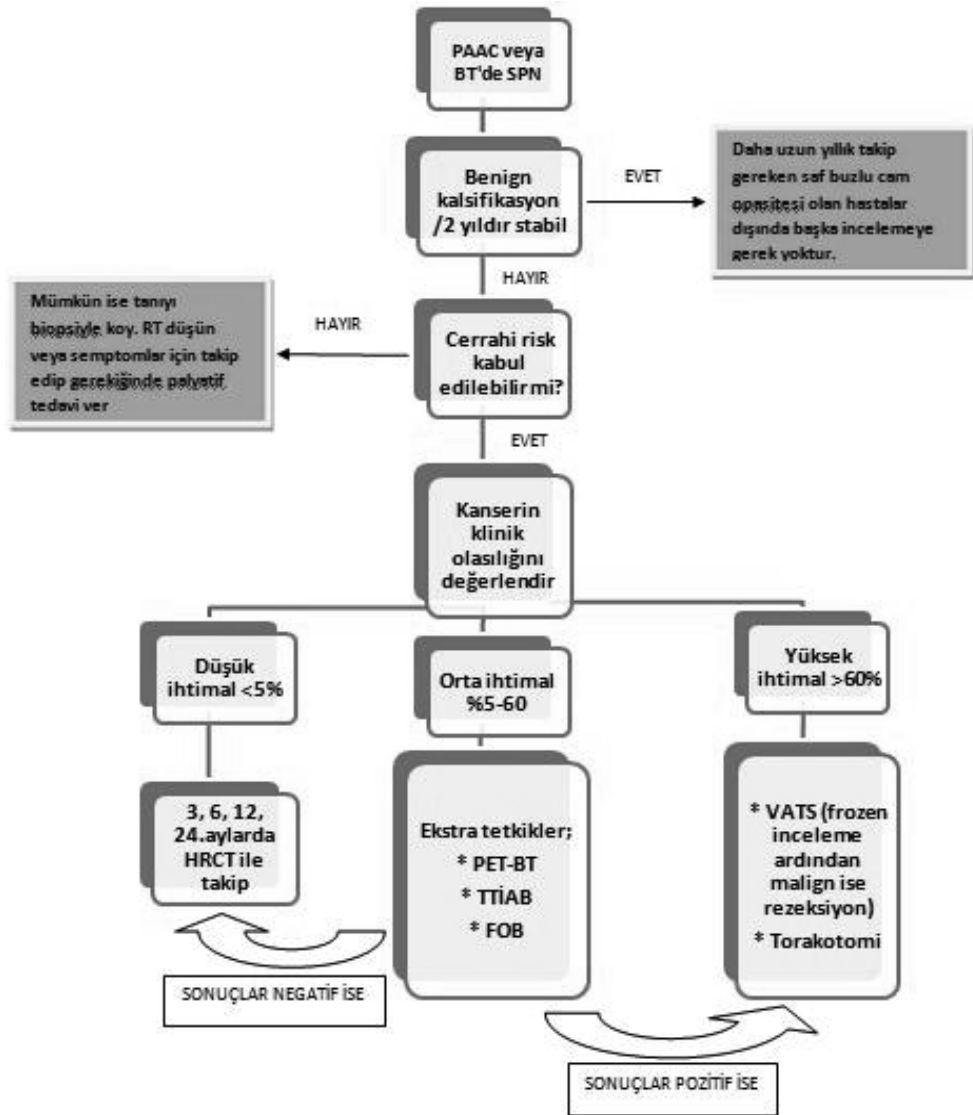 PAAC veya
BT'de SPN
Benign
kalsifikasyon
/2 yıldır stabil
EVET
Daha uzun yıllık takip
gereken saf buzlu cam
opasitesi olan hastalar
dışında başka incelemeye
gerek yoktur.
HAYIR
Cerrahi risk
kabul
edilebilirmi?
HAYIR
Mümkün ise tanıyı
biopsiyle koy. RT düşün
veya semptomlar için takip
edip gerekiğinde palyatif
tedavi ver
EVET
Kanserin
klinik
olasılığını
değerlendir
Düşük
ihtimal <5%
Orta ihtimal
%5-60
Yüksek
ihtimal >60%
3, 6, 12,
24.aylarda
HRCT ile
takip
Ekstra tetkikler;
* PET-BT
* TTİAB
* FOB
* VATS (frozen
inceleme
ardından
malign ise
rezeksiyon)
* Torakotomi
SONUÇLAR NEGATİF İSE
SONUÇLAR POZİTİF İSE